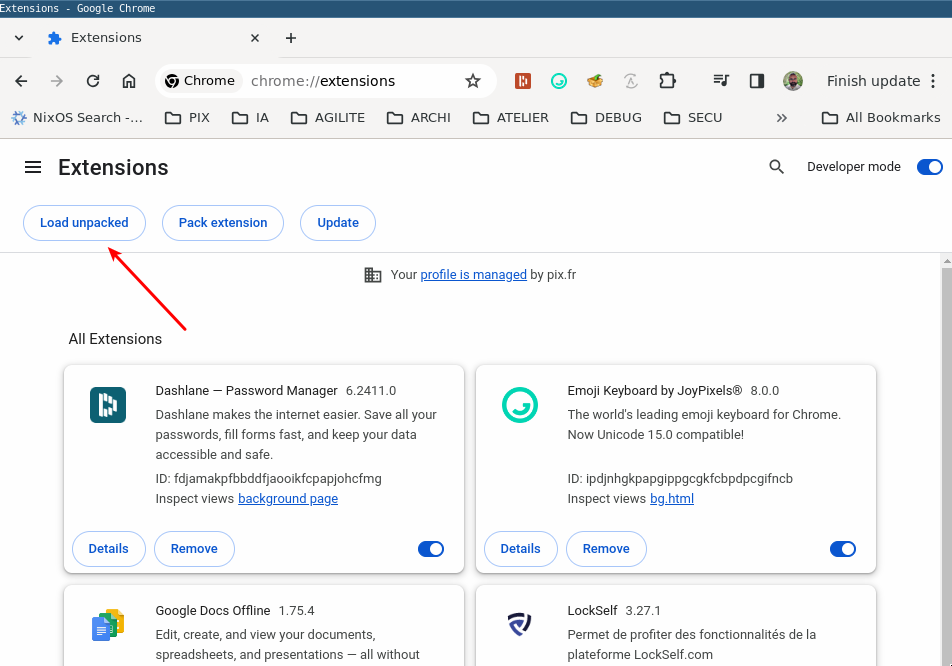 Extensions - Google Chrome
Extensions
Chrome chrome://extensions Finish update
NixOS Search -... PIX IA AGILITE ARCHI ATELIER DEBUG SECU » All Bookmarks
Extensions Developer mode
Load unpacked Pack extension Update
Your profile is managed by pix.fr
All Extensions
Dashlane — Password Manager 6.2411.0
Dashlane makes the internet easier. Save all your
passwords, fill forms fast, and keep your data
accessible and safe.
ID: fdjamakpfbbddfjaooikfcpapjohcfmg
Inspect views background page
Details Remove
Emoji Keyboard by JoyPixels® 8.0.0
The world's leading emoji keyboard for Chrome.
Now Unicode 15.0 compatible!
ID: ipdjnhgkpapgippgcgkfcbpdpcgifncb
Inspect views bg.html
Details Remove
Google Docs Offline 1.75.4
Edit, create, and view your documents,
spreadsheets, and presentations — all without
LockSelf 3.27.1
Permet de profiter des fonctionnalités de la
plateforme LockSelf.com